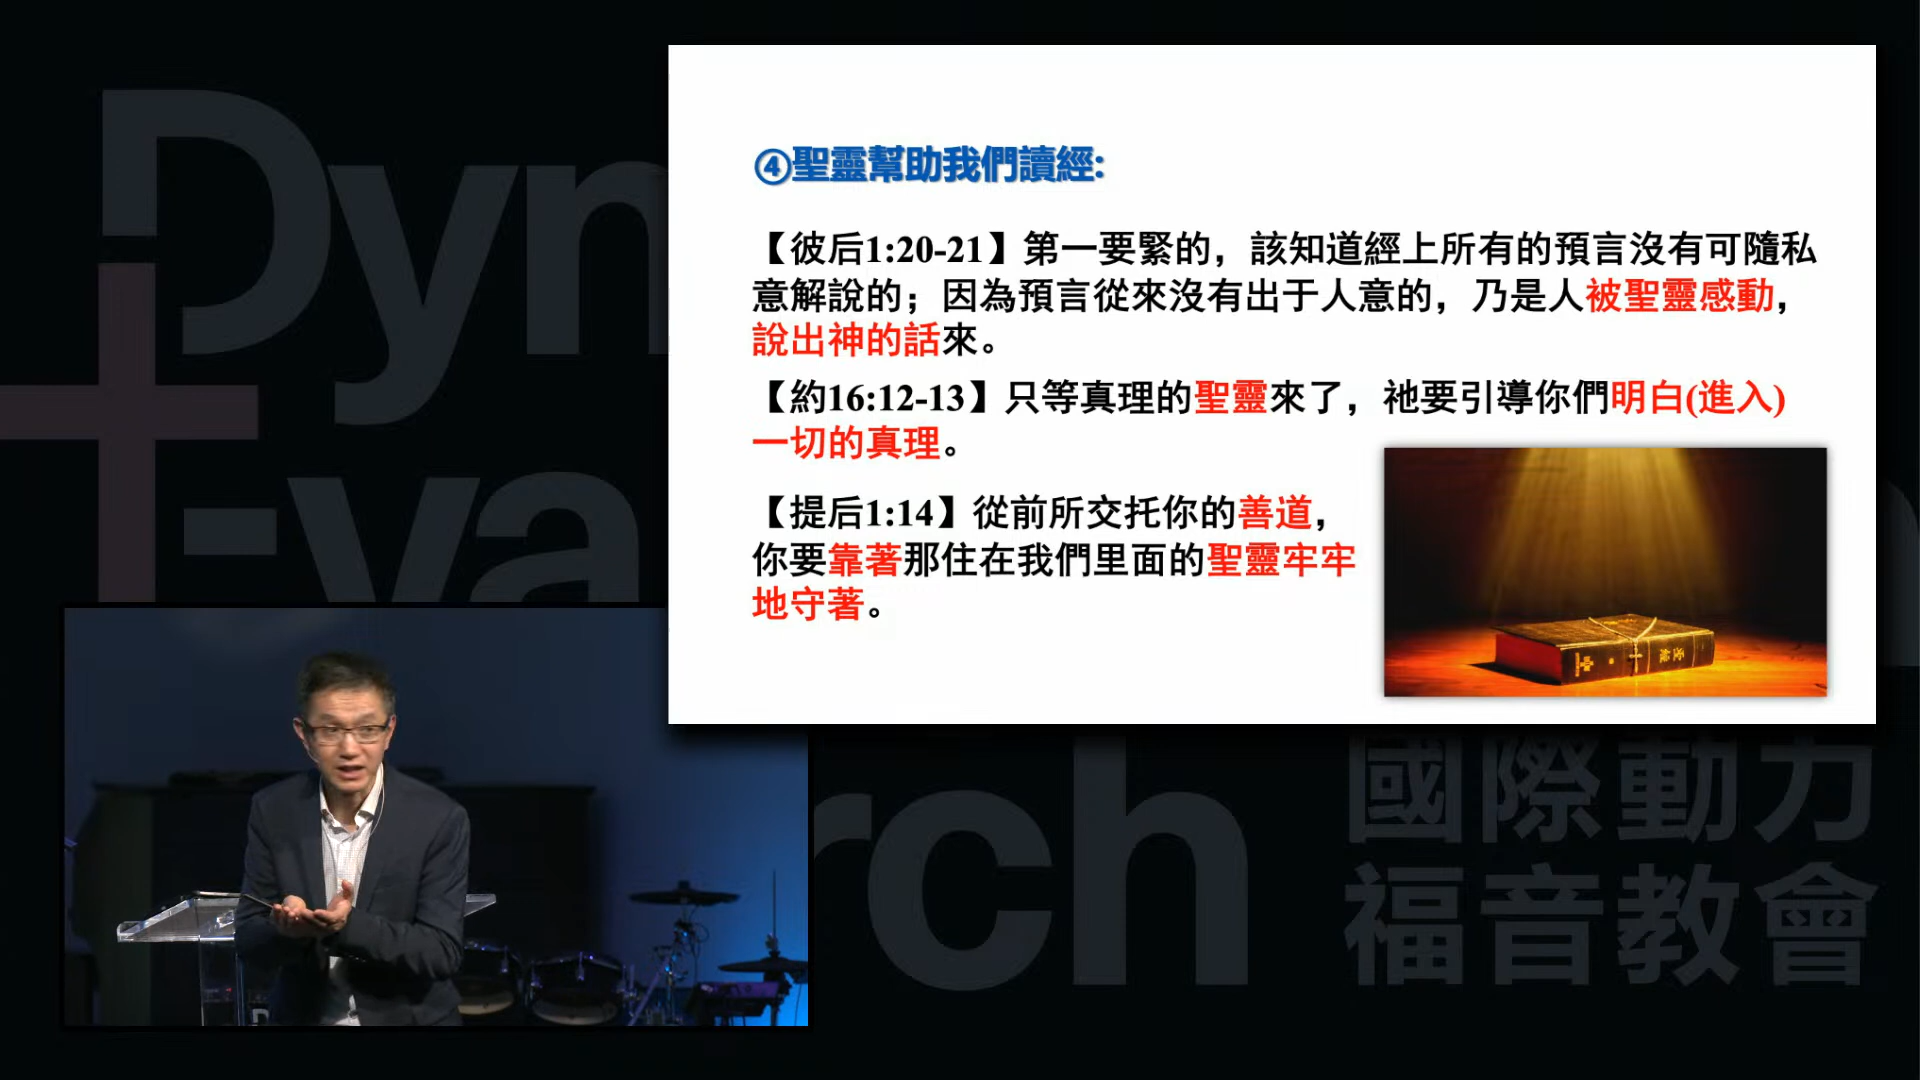 ④聖靈幫助我們讀經:
【彼后1:20-21】第一要緊的，該知道經上所有的預言沒有可隨私
意解說的；因為預言從來沒有出于人意的，乃是人被聖靈感動，
說出神的話來。
【約16:12-13】只等真理的聖靈來了，祂要引導你們明白(進入)
一切的真理。
【提后1:14】從前所交托你的善道，
你要靠著那住在我們里面的聖靈牢牢
地守著。
聖經
Dyn
-va
rch
國際動力
福音教會